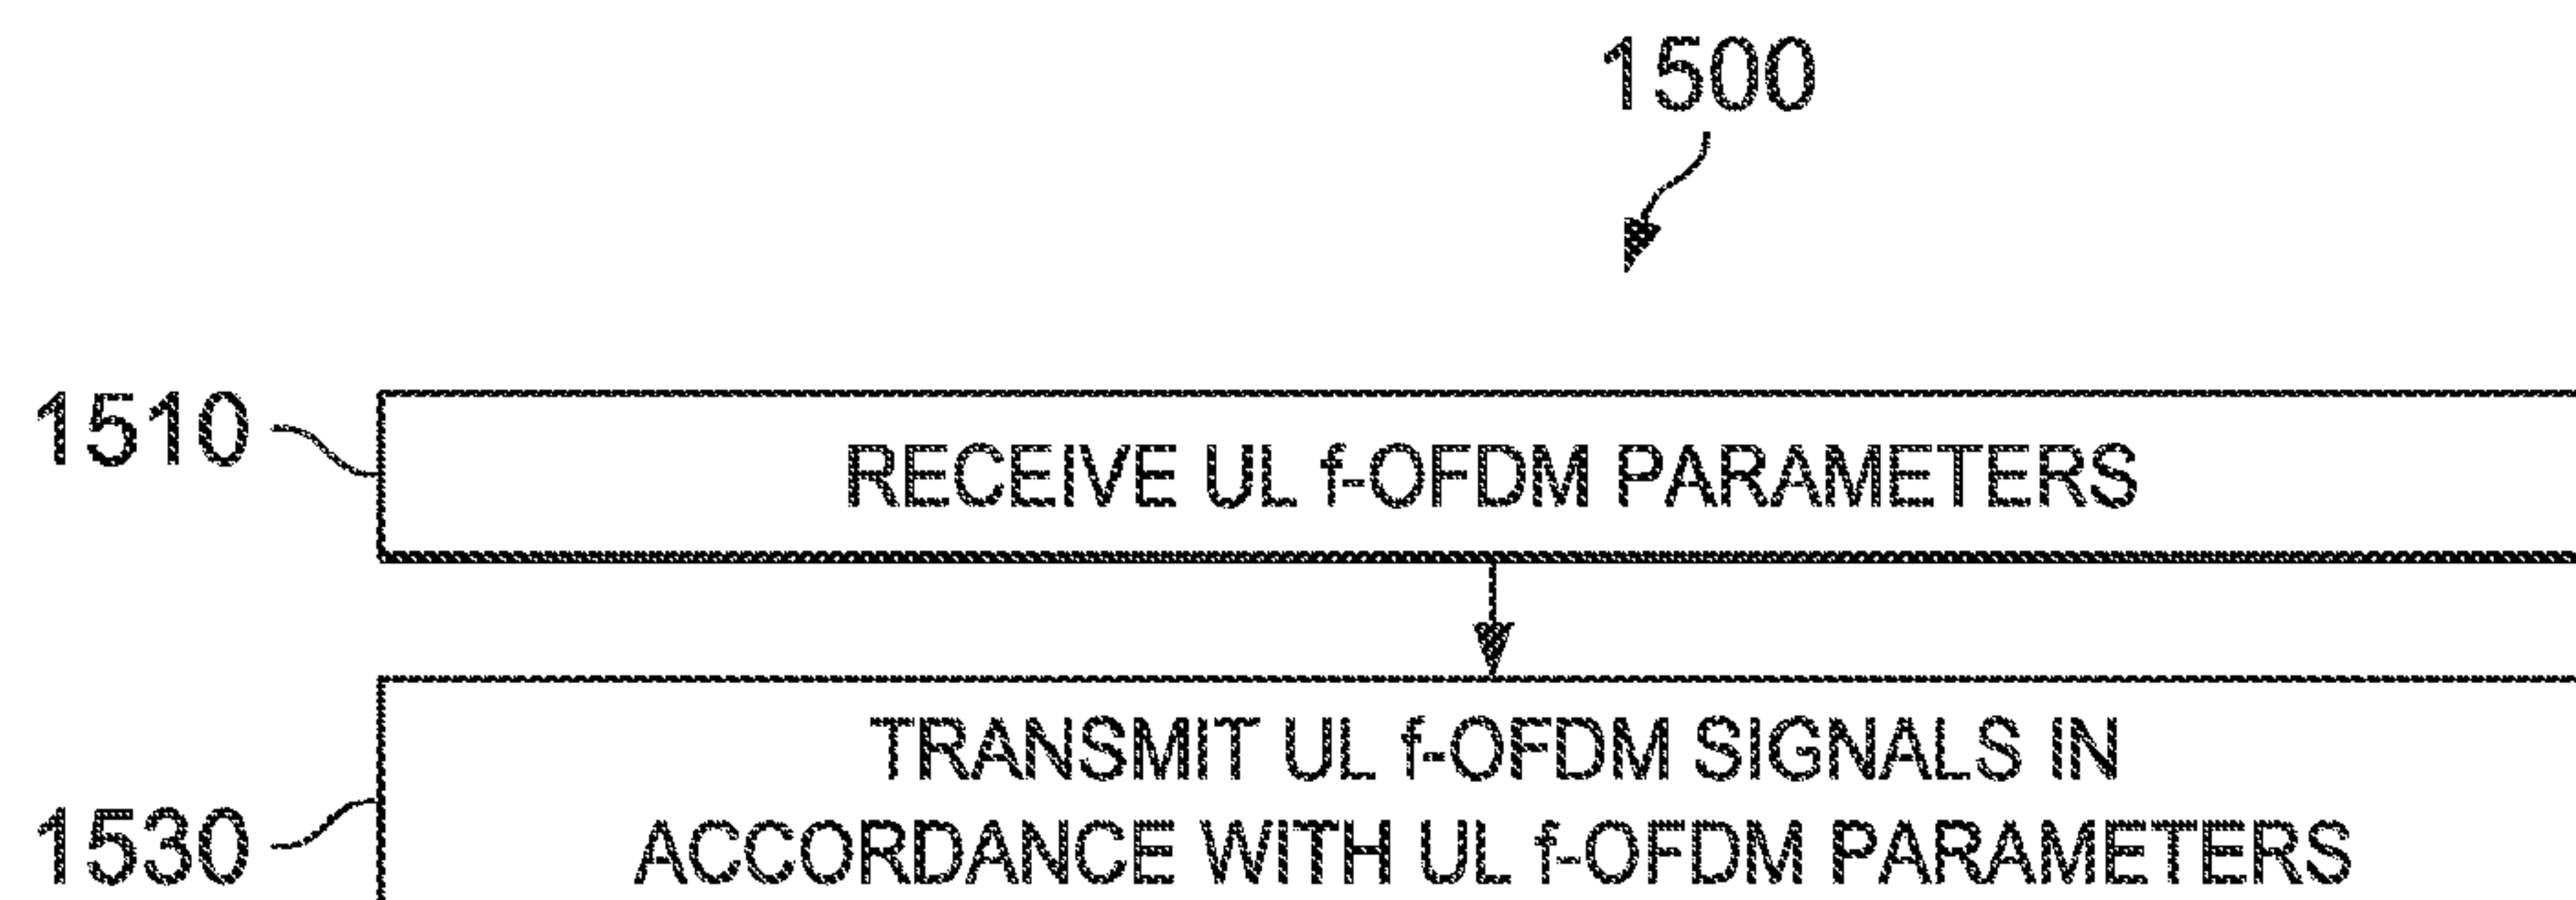 1500
1510
RECEIVE UL f-OFDM PARAMETERS
1530
TRANSMIT UL f-OFDM SIGNALS IN
ACCORDANCE WITH UL f-OFDM PARAMETERS